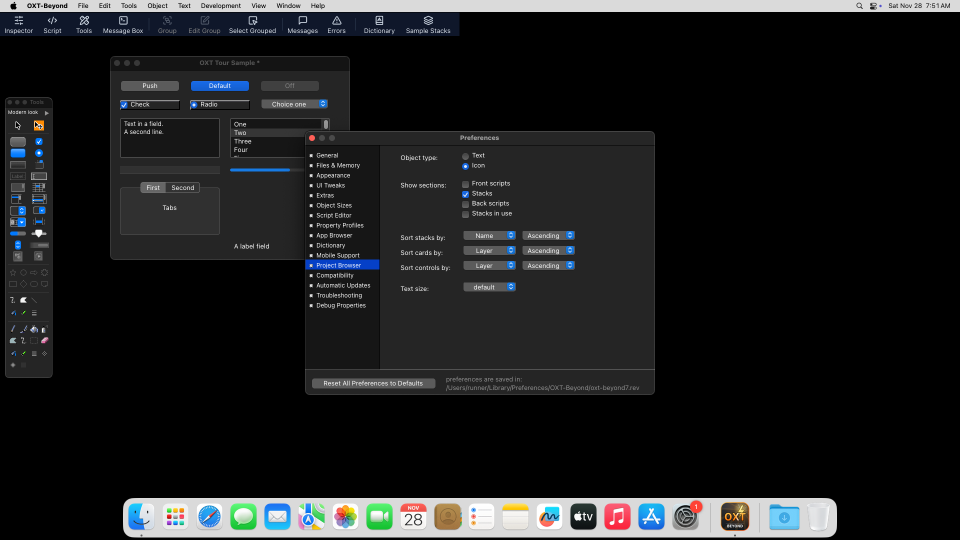 OXT-Beyond File Edit Tools Object Text Development View Window Help Sat Nov 28 7:51 AM
Inspector Script Tools Message Box Group Edit Group Select Grouped Messages Errors Dictionary Sample Stacks
OXT Tour Sample *
Push Default Off
Check Radio Choice one
Text in a field.
A second line.
One
Two
Three
Four
First Second
Tabs
A label field
Tools
Modern look
Label
Preferences
General
Files & Memory
Appearance
UI Tweaks
Extras
Object Sizes
Script Editor
Property Profiles
App Browser
Dictionary
Mobile Support
Project Browser
Compatibility
Automatic Updates
Troubleshooting
Debug Properties
Object type: Text
Icon
Show sections: Front scripts
Stacks
Back scripts
Stacks in use
Sort stacks by: Name Ascending
Sort cards by: Layer Ascending
Sort controls by: Layer Ascending
Text size: default
Reset All Preferences to Defaults
preferences are saved in:
/Users/runner/Library/Preferences/OXT-Beyond/oxt-beyond7.rev
NOV
28
tv
1
OXT
BEYOND